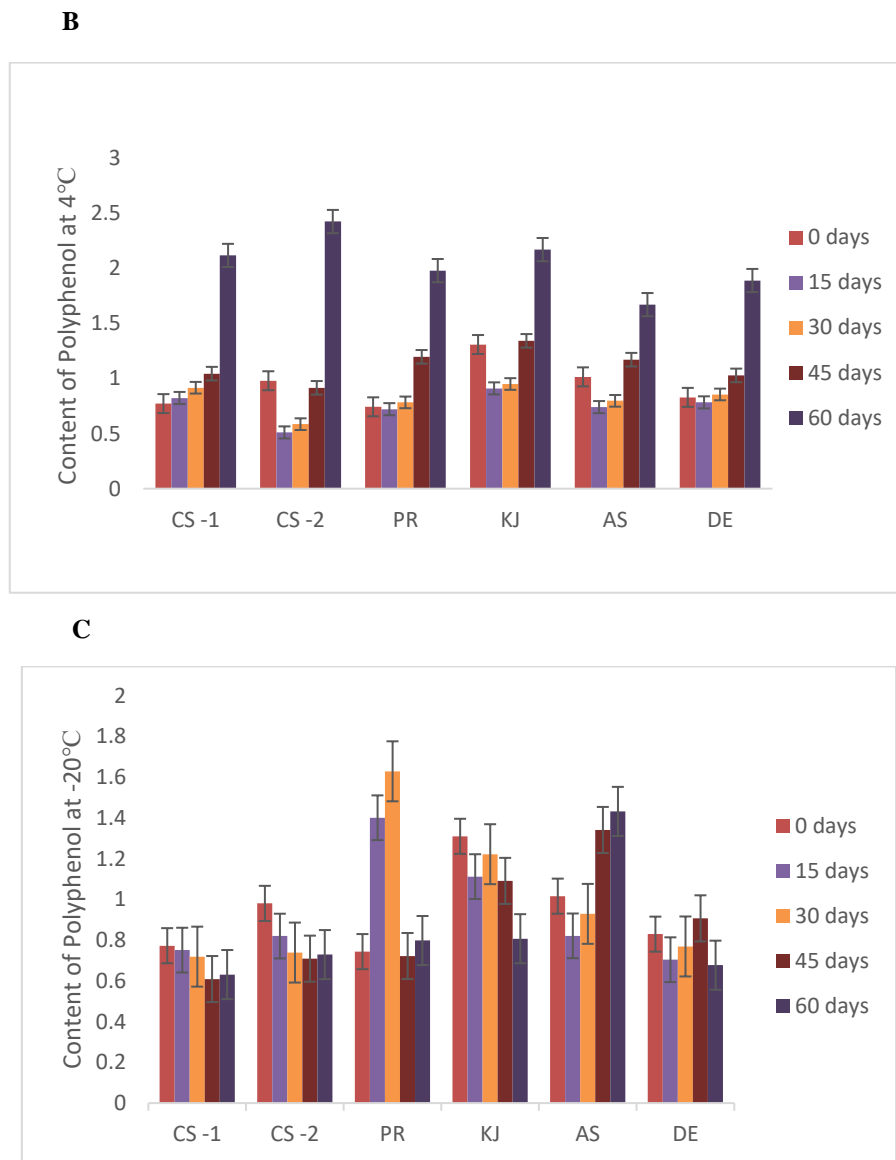 B
Content of Polyphenol at 4℃
3
2.5
2
1.5
1
0.5
0
CS -1 CS -2 PR KJ AS DE
0 days
15 days
30 days
45 days
60 days
C
Content of Polyphenol at -20℃
2
1.8
1.6
1.4
1.2
1
0.8
0.6
0.4
0.2
0
CS -1 CS -2 PR KJ AS DE
0 days
15 days
30 days
45 days
60 days